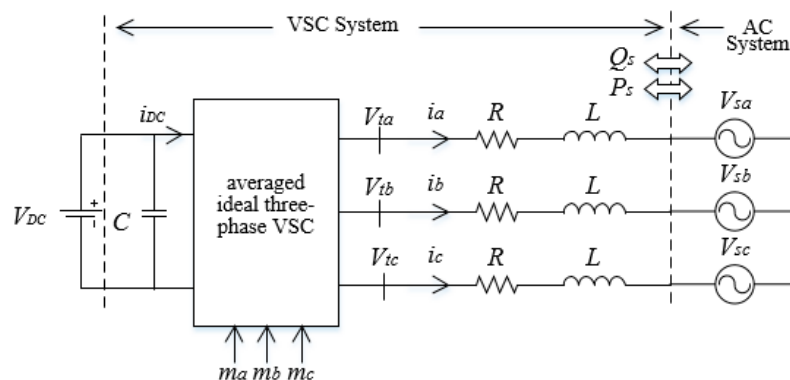 VSC System
AC
System
Qs
Ps
Vsa
iDC
Vta
ia
R
L
averaged
ideal three-
phase VSC
VDC
+
-
C
Vtb
ib
R
L
Vsb
Vtc
ic
R
L
Vsc
ma mb mc